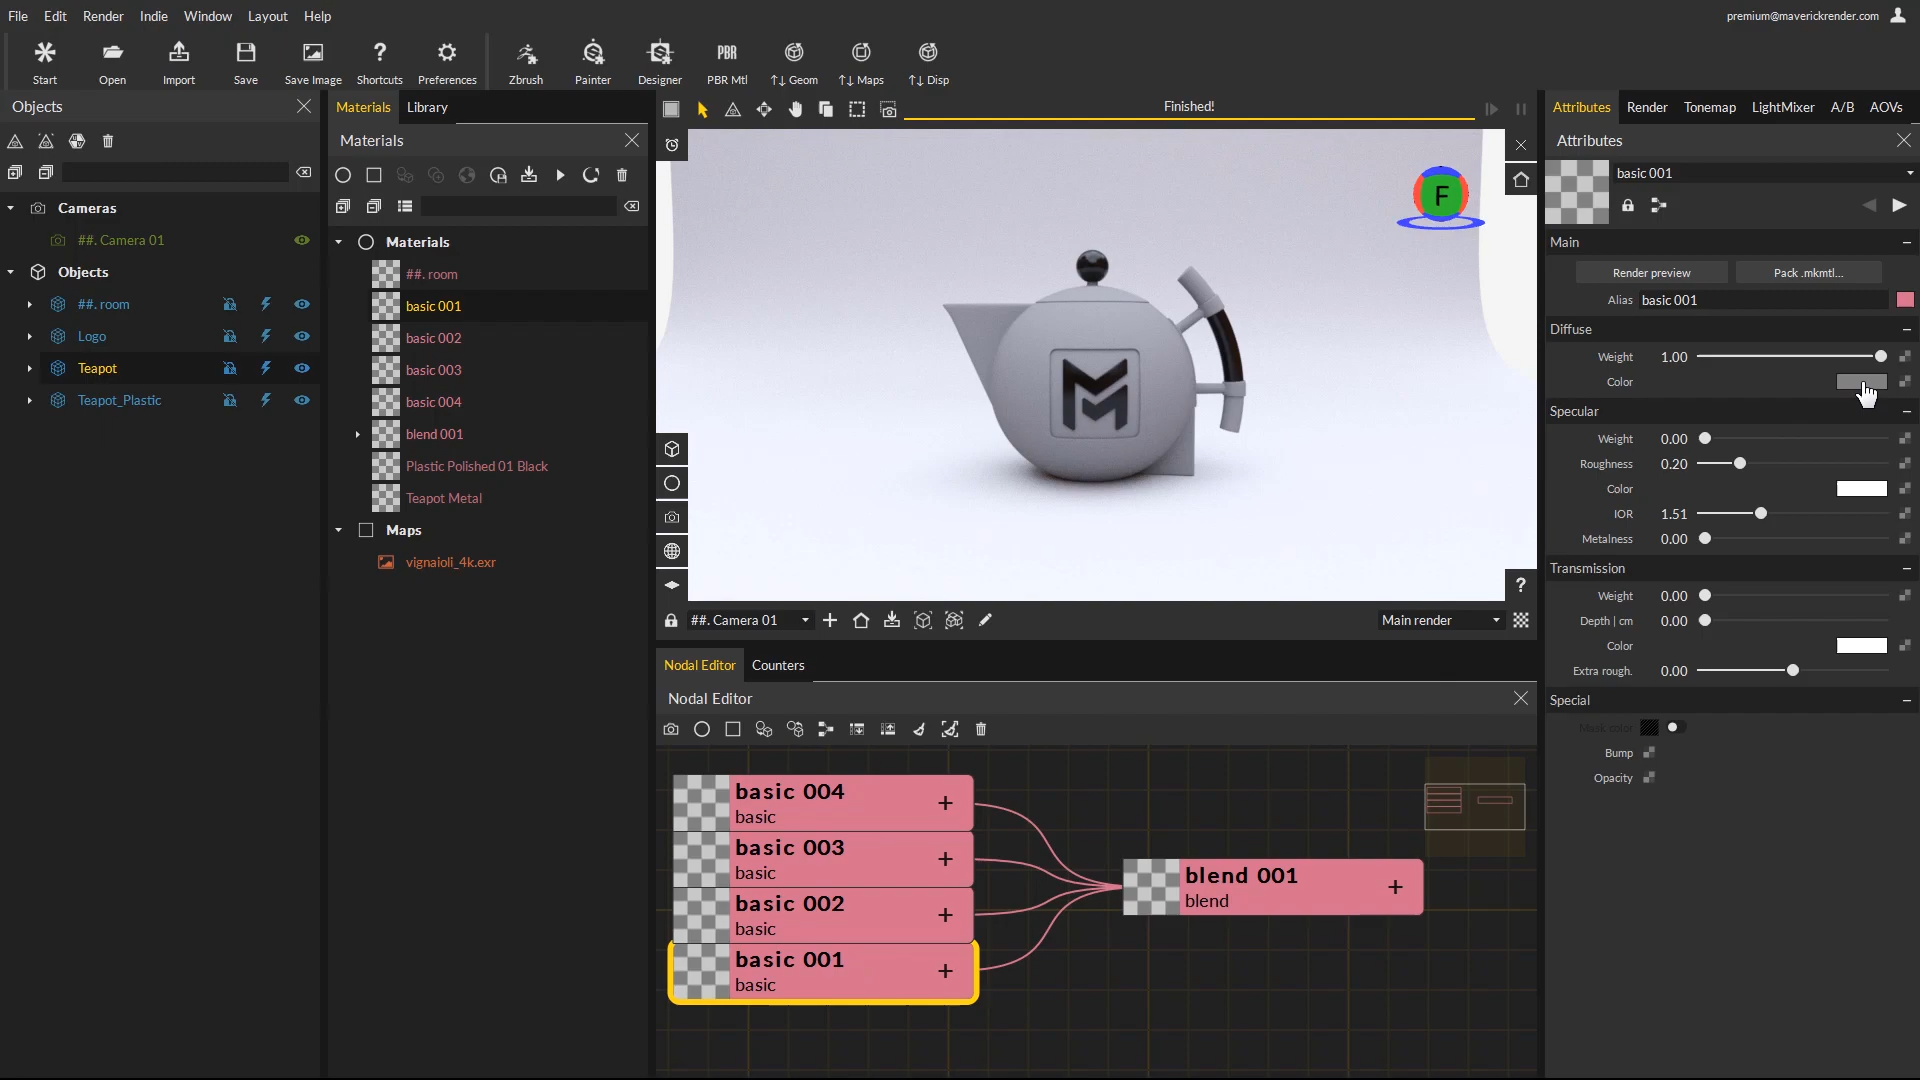 File Edit Render Indie Window Layout Help
premium@maverickrender.com
Start Open Import Save Save Image Shortcuts Preferences Zbrush Painter Designer PBR Mtl ↑↓ Geom ↑↓ Maps ↑↓ Disp
PBR
Objects
Cameras
##. Camera 01
Objects
##. room
Logo
Teapot
Teapot_Plastic
Materials Library
Materials
Materials
##. room
basic 001
basic 002
basic 003
basic 004
blend 001
Plastic Polished 01 Black
Teapot Metal
Maps
vignaioli_4k.exr
Finished!
F
M
##. Camera 01
Main render
Nodal Editor Counters
Nodal Editor
basic 004
basic
basic 003
basic
basic 002
basic
basic 001
basic
blend 001
blend
Attributes Render Tonemap LightMixer A/B AOVs
Attributes
basic 001
Main
Render preview Pack .mkmtl...
Alias basic 001
Diffuse
Weight 1.00
Color
Specular
Weight 0.00
Roughness 0.20
Color
IOR 1.51
Metalness 0.00
Transmission
Weight 0.00
Depth | cm 0.00
Color
Extra rough. 0.00
Special
Mask color
Bump
Opacity